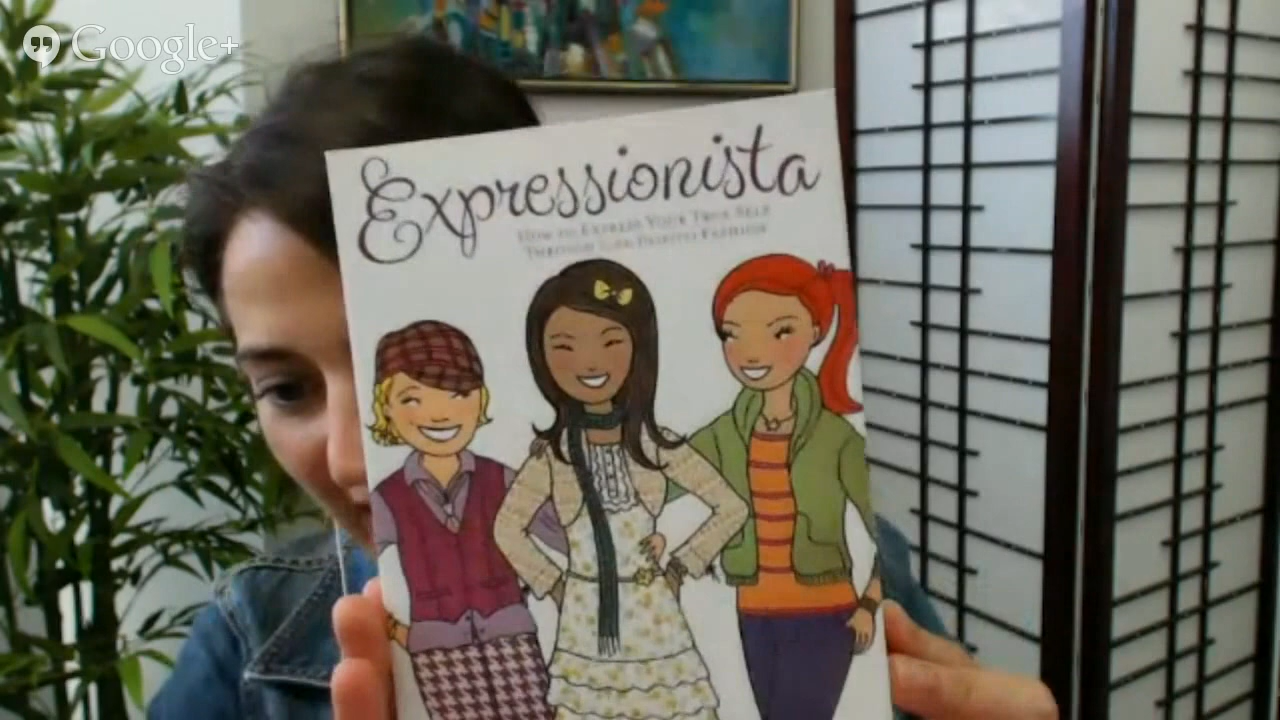 Google+
Expressionista
How to Express Your True Self
Through (and Despite) Fashion